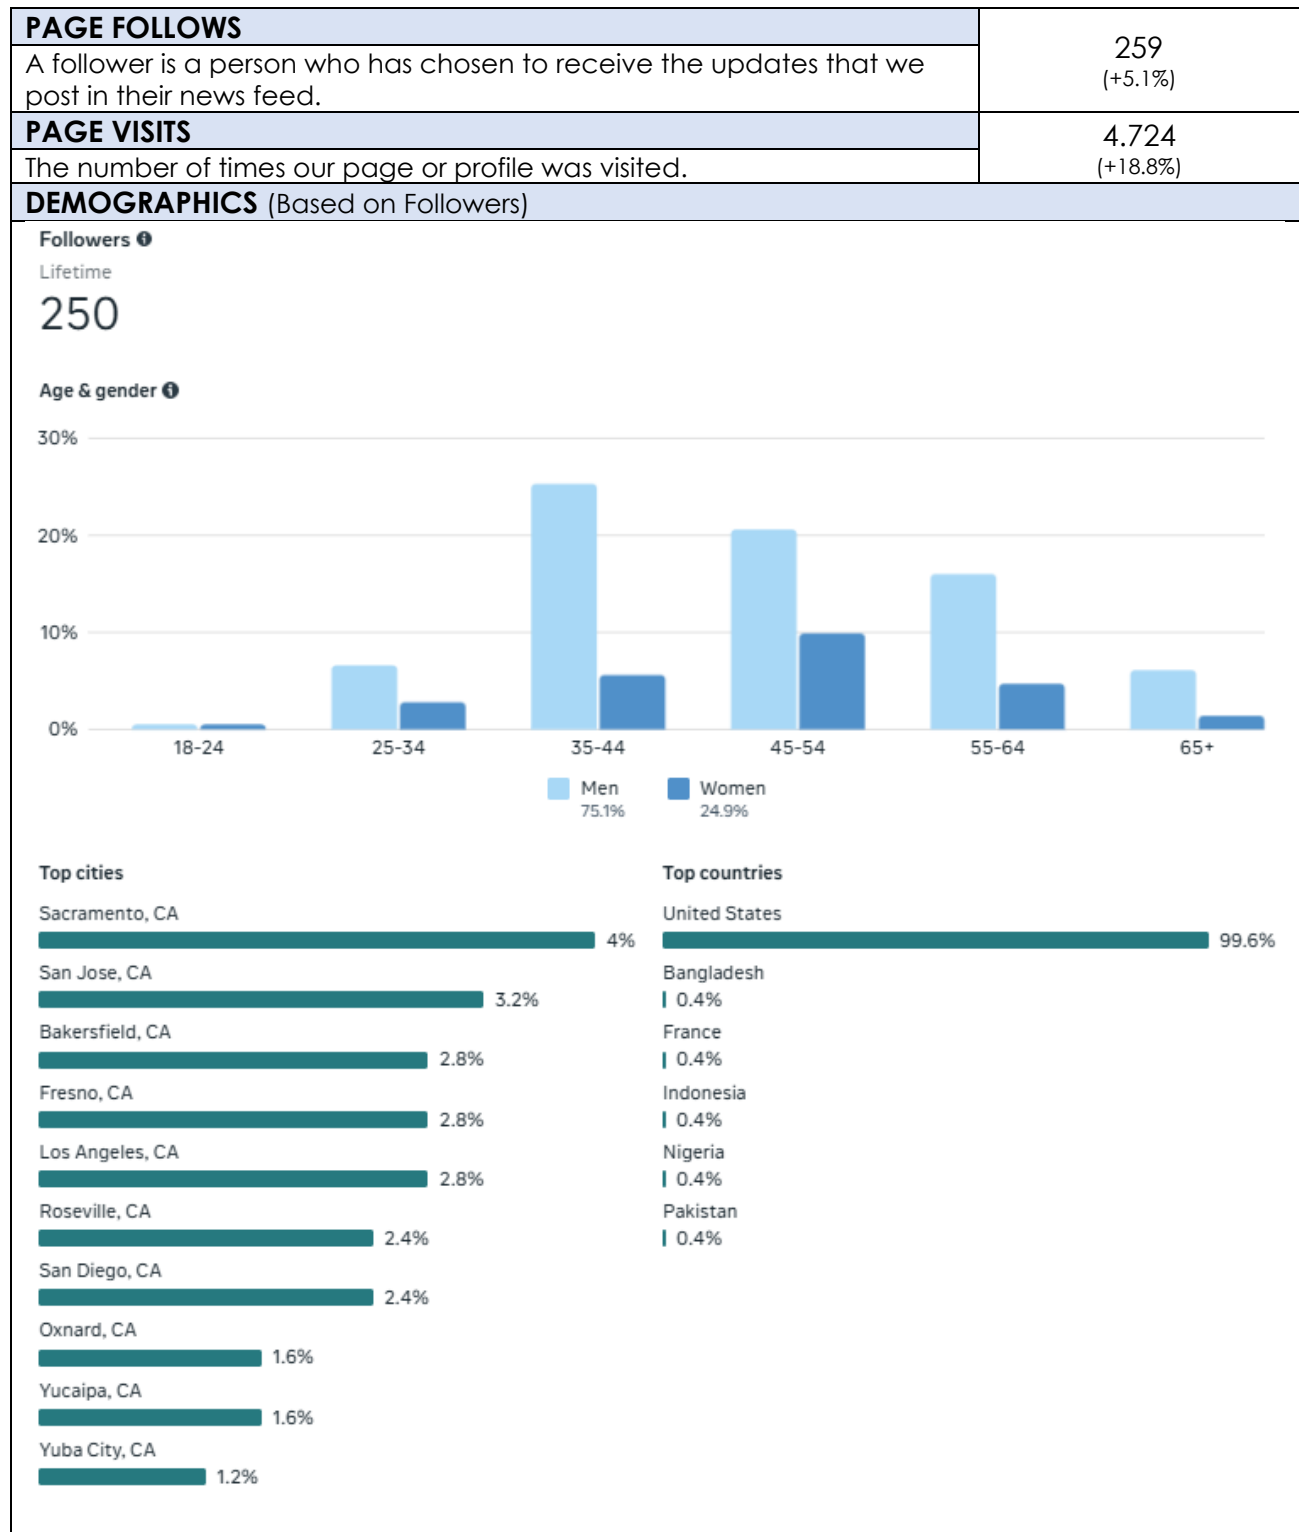 PAGE FOLLOWS
A follower is a person who has chosen to receive the updates that we
post in their news feed.
259
(+5.1%)
PAGE VISITS
The number of times our page or profile was visited.
4.724
(+18.8%)
DEMOGRAPHICS (Based on Followers)
Followers
Lifetime
250
Age & gender
30%
20%
10%
0%
18-24 25-34 35-44 45-54 55-64 65+
Men Women
75.1% 24.9%
Top cities
Sacramento, CA
4%
San Jose, CA
3.2%
Bakersfield, CA
2.8%
Fresno, CA
2.8%
Los Angeles, CA
2.8%
Roseville, CA
2.4%
San Diego, CA
2.4%
Oxnard, CA
1.6%
Yucaipa, CA
1.6%
Yuba City, CA
1.2%
Top countries
United States
99.6%
Bangladesh
0.4%
France
0.4%
Indonesia
0.4%
Nigeria
0.4%
Pakistan
0.4%